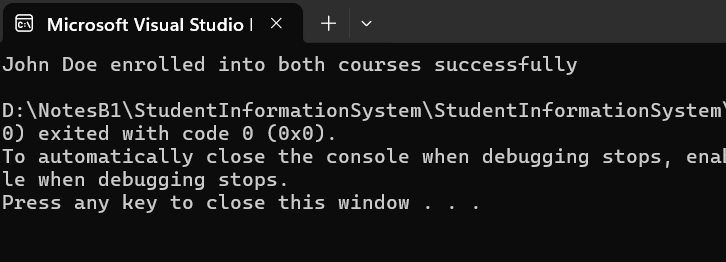 Microsoft Visual Studio
John Doe enrolled into both courses successfully
D:\NotesB1\StudentInformationSystem\StudentInformationSystem\
0) exited with code 0 (0x0).
To automatically close the console when debugging stops, enab
le when debugging stops.
Press any key to close this window . . .